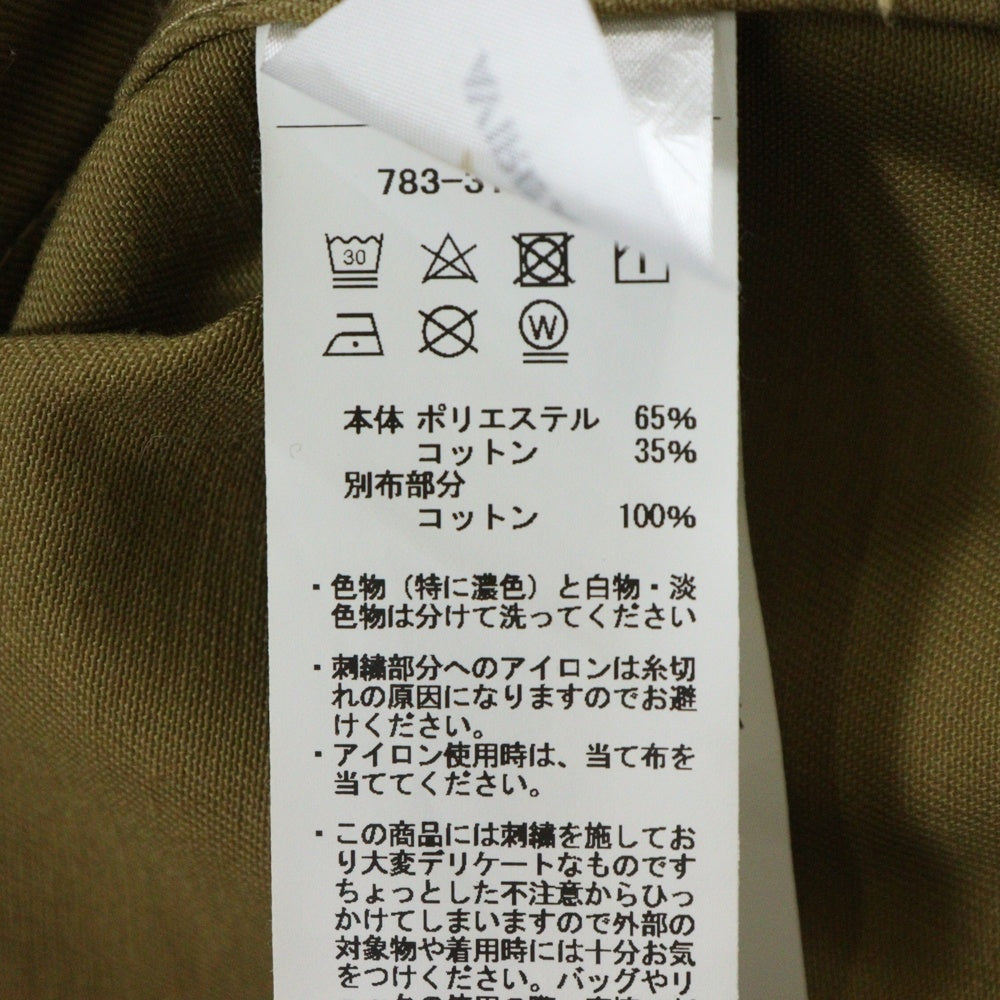 783-3
30
W
本体 ポリエステル 65%
コットン 35%
別布部分
コットン 100%
・色物（特に濃色）と白物・淡
色物は分けて洗ってください
・刺繍部分へのアイロンは糸切
れの原因になりますのでお避
けください。
・アイロン使用時は、当て布を
当ててください。
・この商品には刺繍を施してお
り大変デリケートなものです
ちょっとした不注意からひっ
かけてしまいますので外部の
対象物や着用時には十分お気
をつけください。バッグやリ